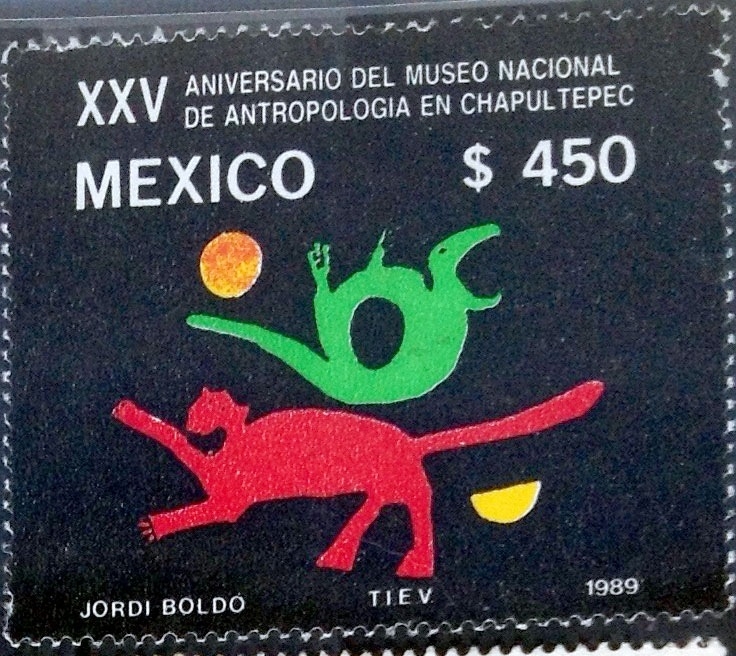 XXV ANIVERSARIO DEL MUSEO NACIONAL
DE ANTROPOLOGIA EN CHAPULTEPEC
MEXICO $ 450
JORDI BOLDO T.I.E.V. 1989